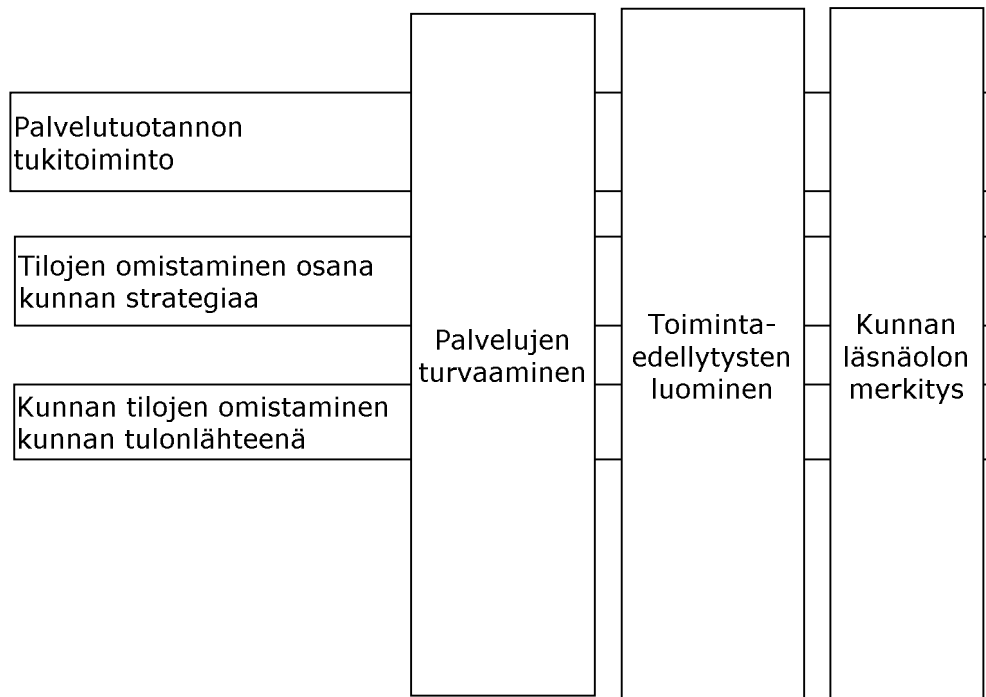 Palvelutuotannon
tukitoiminto
Tilojen omistaminen osana
kunnan strategiaa
Kunnan tilojen omistaminen
kunnan tulonlähteenä
Palvelujen
turvaaminen
Toiminta-
edellytysten
luominen
Kunnan
läsnäolon
merkitys